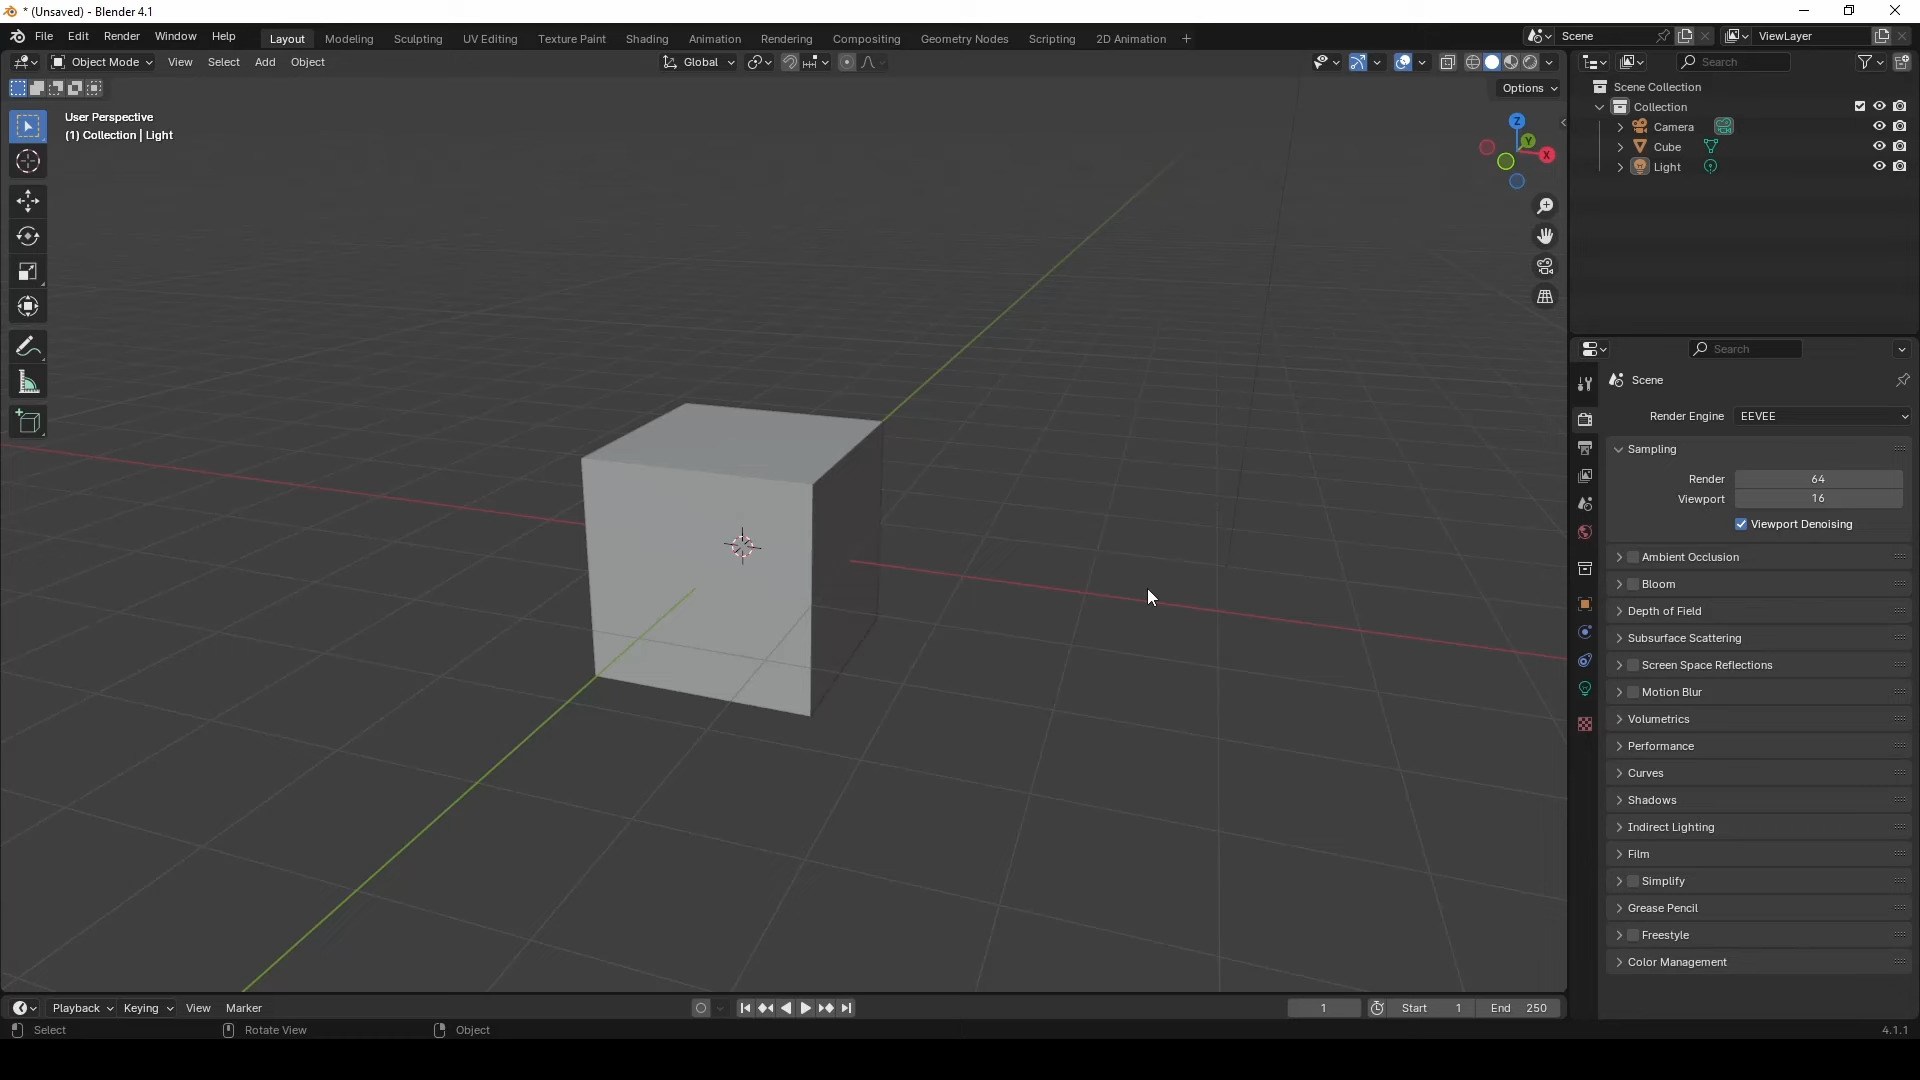 * (Unsaved) - Blender 4.1
File Edit Render Window Help Layout Modeling Sculpting UV Editing Texture Paint Shading Animation Rendering Compositing Geometry Nodes Scripting 2D Animation + Scene ViewLayer
Object Mode View Select Add Object Global Search
Options
User Perspective
(1) Collection | Light
Z
Y
X
Scene Collection
Collection
Camera
Cube
Light
Search
Scene
Render Engine EEVEE
Sampling
Render 64
Viewport 16
Viewport Denoising
Ambient Occlusion
Bloom
Depth of Field
Subsurface Scattering
Screen Space Reflections
Motion Blur
Volumetrics
Performance
Curves
Shadows
Indirect Lighting
Film
Simplify
Grease Pencil
Freestyle
Color Management
Playback Keying View Marker 1 Start 1 End 250
Select Rotate View Object 4.1.1